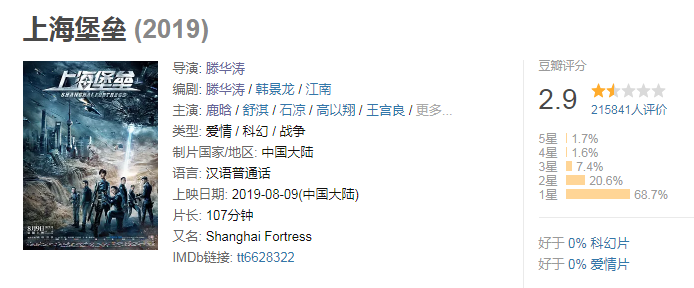 上海堡垒 (2019)
上海堡垒
SHANGHAI FORTRESS
8月9日
导演: 滕华涛
编剧: 滕华涛 / 韩景龙 / 江南
主演: 鹿晗 / 舒淇 / 石凉 / 高以翔 / 王宫良 / 更多...
类型: 爱情 / 科幻 / 战争
制片国家/地区: 中国大陆
语言: 汉语普通话
上映日期: 2019-08-09(中国大陆)
片长: 107分钟
又名: Shanghai Fortress
IMDb链接: tt6628322
豆瓣评分
2.9
215841人评价
5星 1.7%
4星 1.6%
3星 7.4%
2星 20.6%
1星 68.7%
好于 0% 科幻片
好于 0% 爱情片